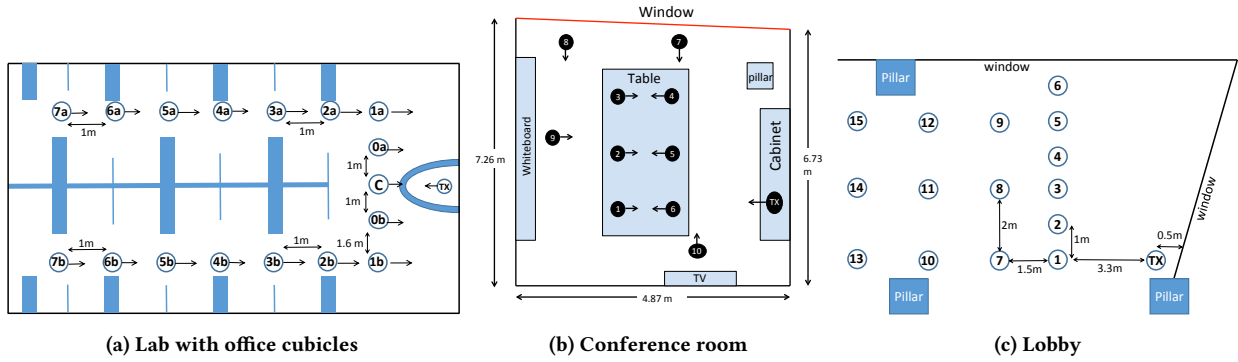 7a
6a
5a
4a
3a
2a
1a
1m
1m
0a
1m
C
TX
1m
0b
1m
1m
1.6 m
7b
6b
5b
4b
3b
2b
1b
(a) Lab with office cubicles
Window
8
7
Table
pillar
3
4
9
Whiteboard
Cabinet
7.26 m
6.73
m
2
5
1
6
TX
10
TV
4.87 m
(b) Conference room
window
Pillar
6
15
12
9
5
4
14
11
8
3
window
2m
2
1m
0.5m
13
10
7
1
TX
1.5m
3.3m
Pillar
Pillar
(c) Lobby